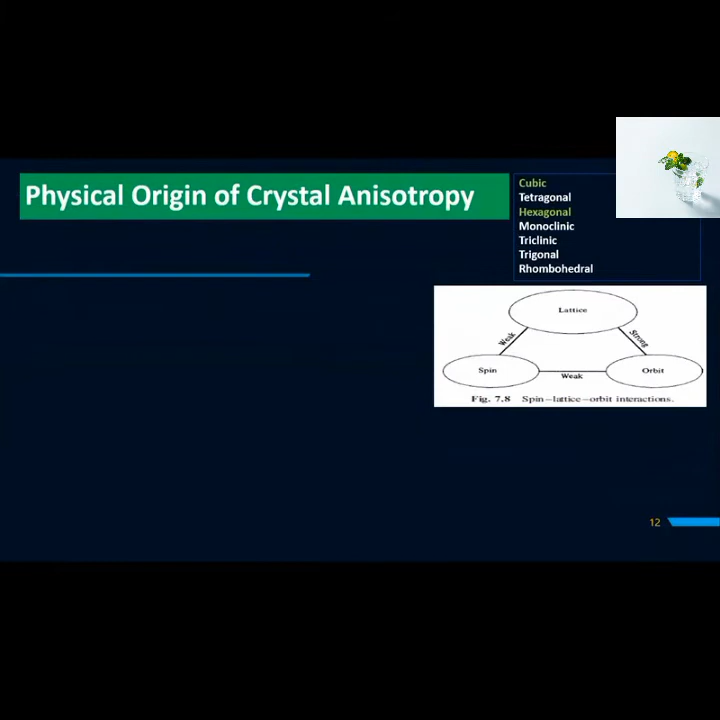 Physical Origin of Crystal Anisotropy
Cubic
Tetragonal
Hexagonal
Monoclinic
Triclinic
Trigonal
Rhombohedral
Lattice
Weak
Strong
Spin
Weak
Orbit
Fig. 7.8 Spin—lattice—orbit interactions.
12